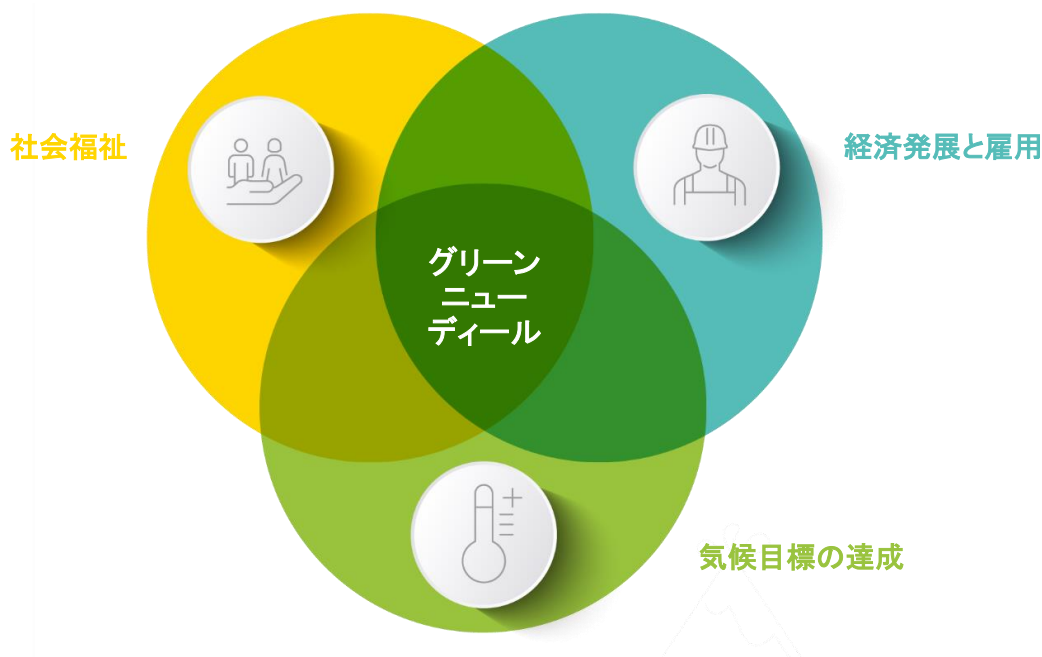 社会福祉
経済発展と雇用
グリーン
ニュー
ディール
気候目標の達成